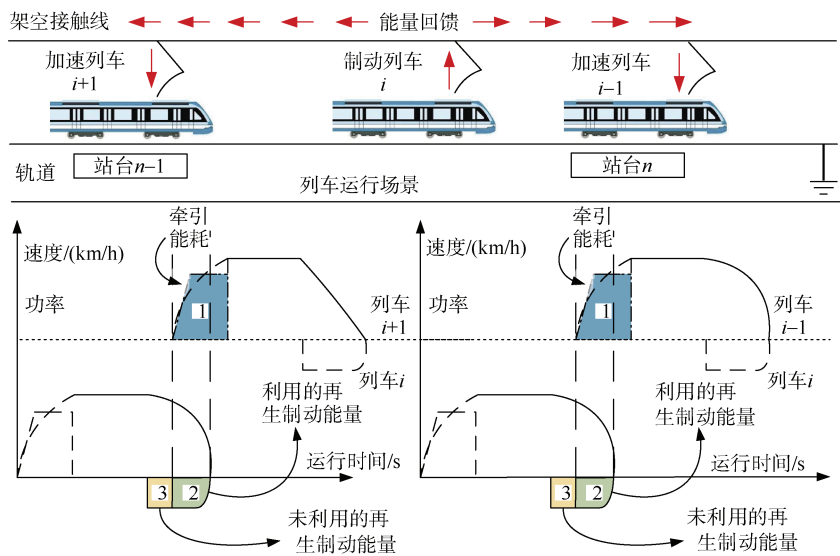 架空接触线
能量回馈
加速列车
i+1
制动列车
i
加速列车
i–1
轨道
站台n–1
站台n
列车运行场景
速度/(km/h)
功率
牵引
能耗
1
列车
i+1
列车i
利用的再
生制动能量
运行时间/s
3
2
未利用的再
生制动能量
速度/(km/h)
功率
牵引
能耗
1
列车
i–1
列车i
利用的再
生制动能量
运行时间/s
3
2
未利用的再
生制动能量